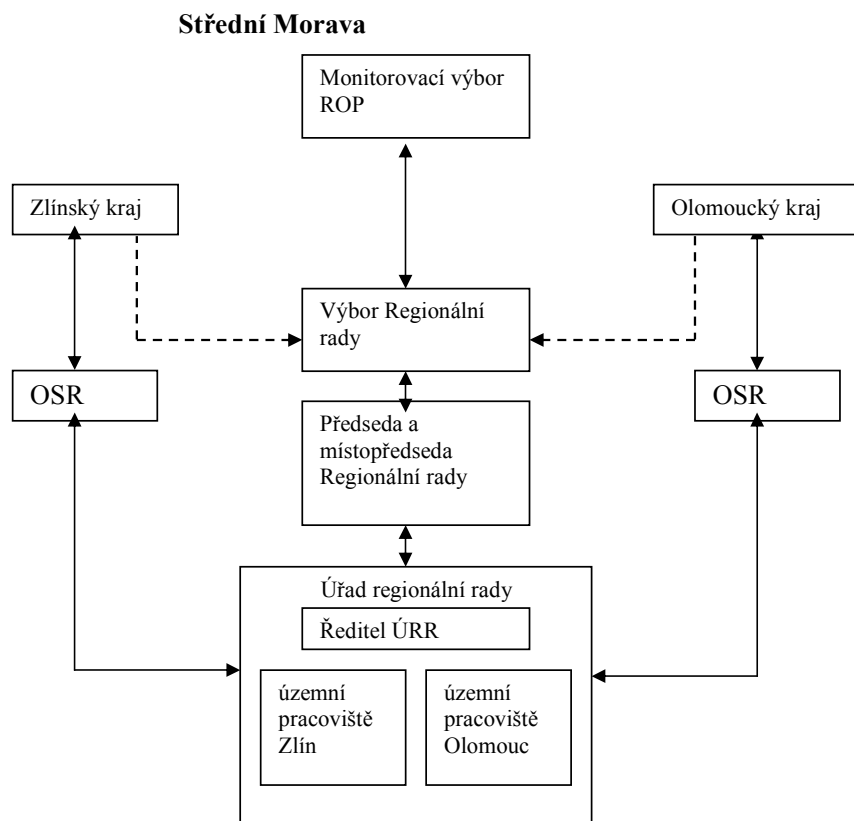 Střední Morava
Monitorovací výbor
ROP
Zlínský kraj
Olomoucký kraj
Výbor Regionální
rady
OSR
OSR
Předseda a
místopředseda
Regionální rady
Úřad regionální rady
Ředitel ÚRR
územní
pracoviště
Zlín
územní
pracoviště
Olomouc